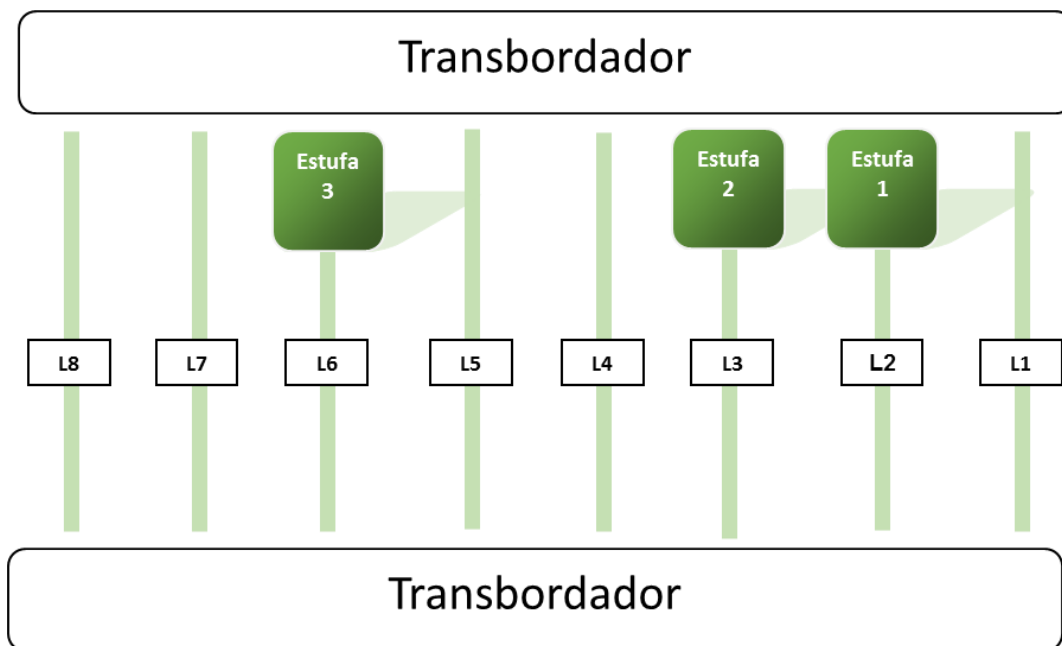 Transbordador
Estufa
3
Estufa
2
Estufa
1
L8
L7
L6
L5
L4
L3
L2
L1
Transbordador